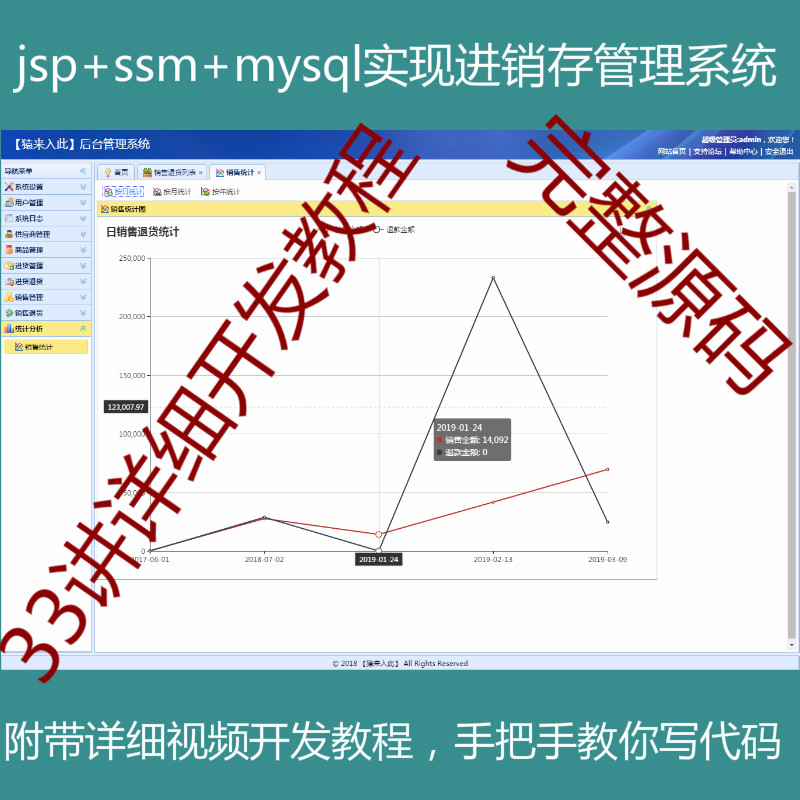 jsp+ssm+mysql实现进销存管理系统
【猿来入此】后台管理系统
超级管理员:admin，欢迎您！
网站首页 | 支持论坛 | 帮助中心 | 安全退出
导航菜单
首页
销售退货列表 ×
销售统计 ×
系统设置
用户管理
系统日志
供应商管理
商品管理
进货管理
进货退货
销售管理
销售退货
统计分析
销售统计
按日统计
按月统计
按年统计
销售统计图
日销售退货统计
退款金额
250,000
200,000
150,000
123,007.97
100,000
50,000
0
2019-01-24
销售金额: 14,092
退款金额: 0
2017-06-01
2018-07-02
2019-01-24
2019-02-13
2019-03-09
33讲详细开发教程
完整源码
© 2018 【猿来入此】 All Rights Reserved
附带详细视频开发教程，手把手教你写代码